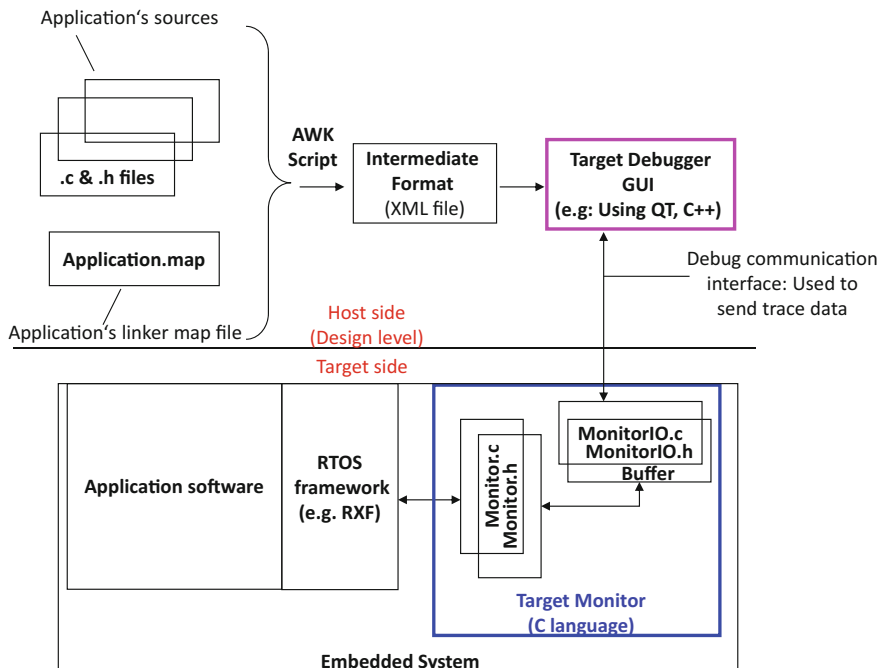 Application‘s sources
.c & .h files
Application.map
Application‘s linker map file
AWK
Script
Intermediate
Format
(XML file)
Target Debugger
GUI
(e.g: Using QT, C++)
Debug communication
interface: Used to
send trace data
Host side
(Design level)
Target side
Application software
RTOS
framework
(e.g. RXF)
Monitor.c
Monitor.h
MonitorIO.c
MonitorIO.h
Buffer
Target Monitor
(C language)
Embedded System